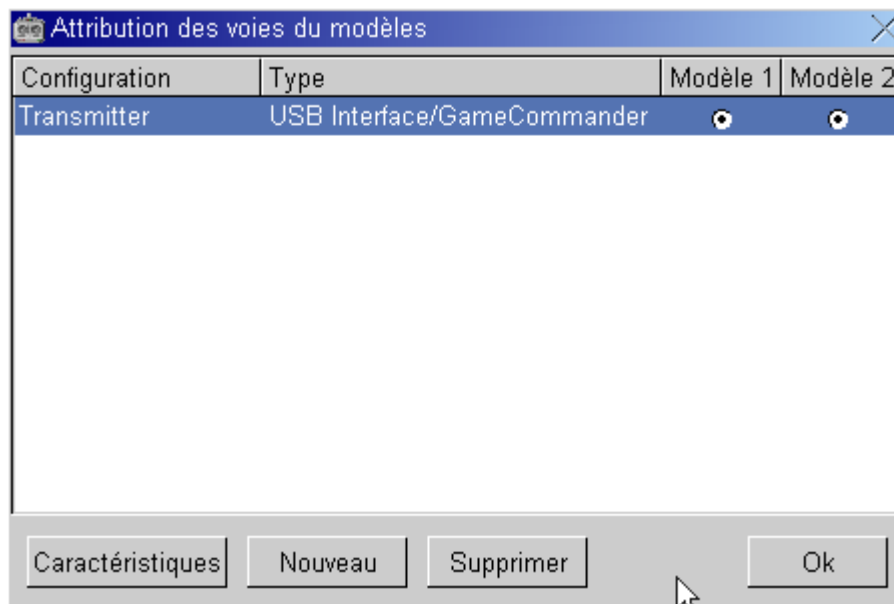 Attribution des voies du modèles
Configuration Type Modèle 1 Modèle 2
Transmitter USB Interface/GameCommander
Caractéristiques Nouveau Supprimer Ok